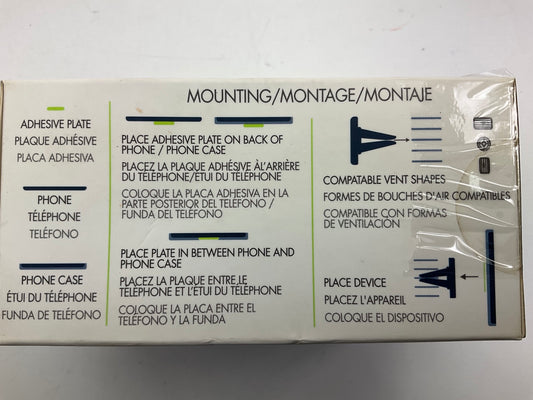 MOUNTING/MONTAGE/MONTAJE
ADHESIVE PLATE
PLAQUE ADHÉSIVE
PLACA ADHESIVA
PHONE
TÉLÉPHONE
TELÉFONO
PHONE CASE
ÉTUI DU TÉLÉPHONE
FUNDA DE TELÉFONO
PLACE ADHESIVE PLATE ON BACK OF
PHONE / PHONE CASE
PLACEZ LA PLAQUE ADHÉSIVE ÀL'ARRIÈRE
DU TÉLÉPHONE/ÉTUI DU TÉLÉPHONE
COLOQUE LA PLACA ADHESIVA EN LA
PARTE POSTERIOR DEL TELÉFONO /
FUNDA DEL TELÉFONO
PLACE PLATE IN BETWEEN PHONE AND
PHONE CASE
PLACEZ LA PLAQUE ENTRE LE
TÉLÉPHONE ET L'ÉTUI DU TÉLÉPHONE
COLOQUE LA PLACA ENTRE EL
TELÉFONO Y LA FUNDA
COMPATABLE VENT SHAPES
FORMES DE BOUCHES D'AIR COMPATIBLES
COMPATIBLE CON FORMAS
DE VENTILACIÓN
PLACE DEVICE
PLACEZ L'APPAREIL
COLOQUE EL DISPOSITIVO